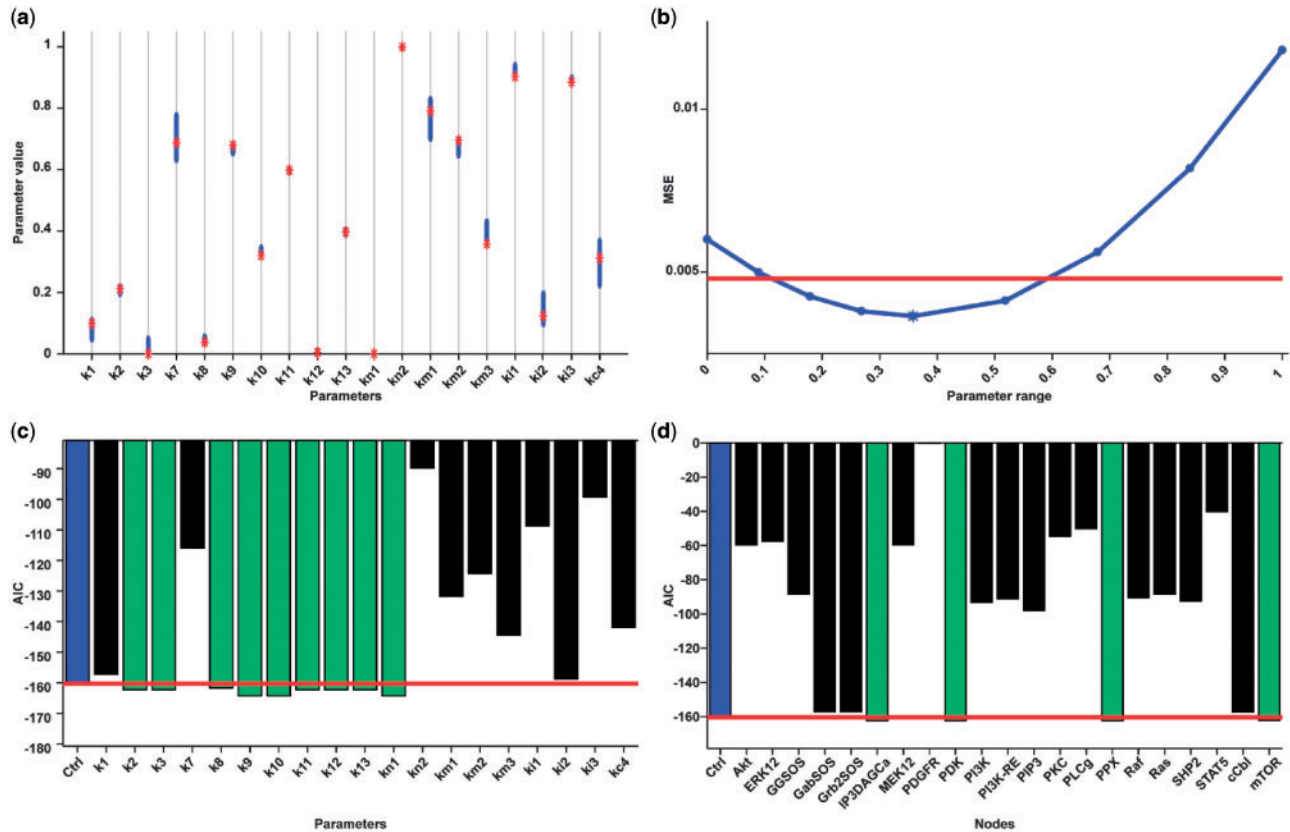 (a)
Parameter value
1
0.8
0.6
0.4
0.2
0
k1 k2 k3 k7 k8 k9 k10 k11 k12 k13 kn1 kn2 km1 km2 km3 ki1 ki2 ki3 kc4
Parameters
(b)
MSE
0.01
0.005
0 0.1 0.2 0.3 0.4 0.5 0.6 0.7 0.8 0.9 1
Parameter range
(c)
AIC
-90
-100
-110
-120
-130
-140
-150
-160
-170
-180
Ctrl k1 k2 k3 k7 k8 k9 k10 k11 k12 k13 kn1 kn2 km1 km2 km3 ki1 ki2 ki3 kc4
Parameters
(d)
AIC
0
-20
-40
-60
-80
-100
-120
-140
-160
Ctrl Akt ERK12 GGSOS GabSOS Grb2SOS IP3DAGCa MEK12 PDGFR PDK PI3K PI3K-RE PIP3 PKC PLCg PPX Raf Ras SHP2 STAT5 cCbl mTOR
Nodes